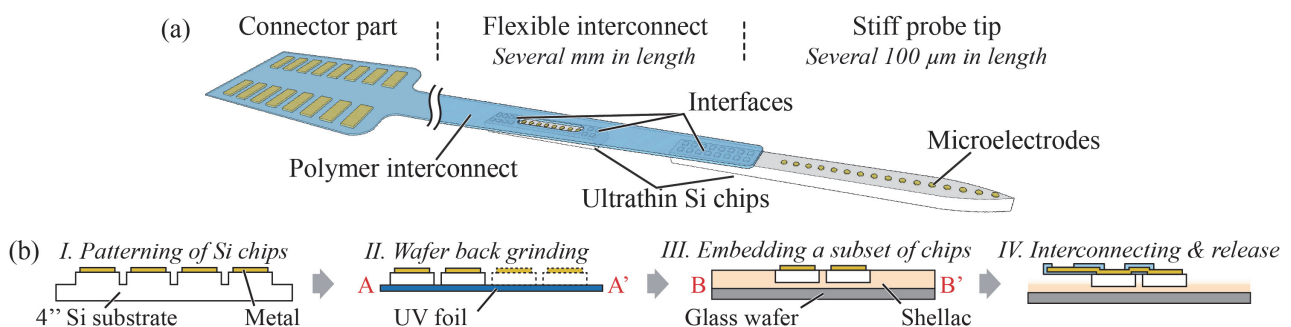 (a)
Connector part
Flexible interconnect
Several mm in length
Stiff probe tip
Several 100 µm in length
Interfaces
Microelectrodes
Polymer interconnect
Ultrathin Si chips
(b)
I. Patterning of Si chips
4’’ Si substrate
Metal
II. Wafer back grinding
A
A’
UV foil
III. Embedding a subset of chips
B
B’
Glass wafer
Shellac
IV. Interconnecting & release